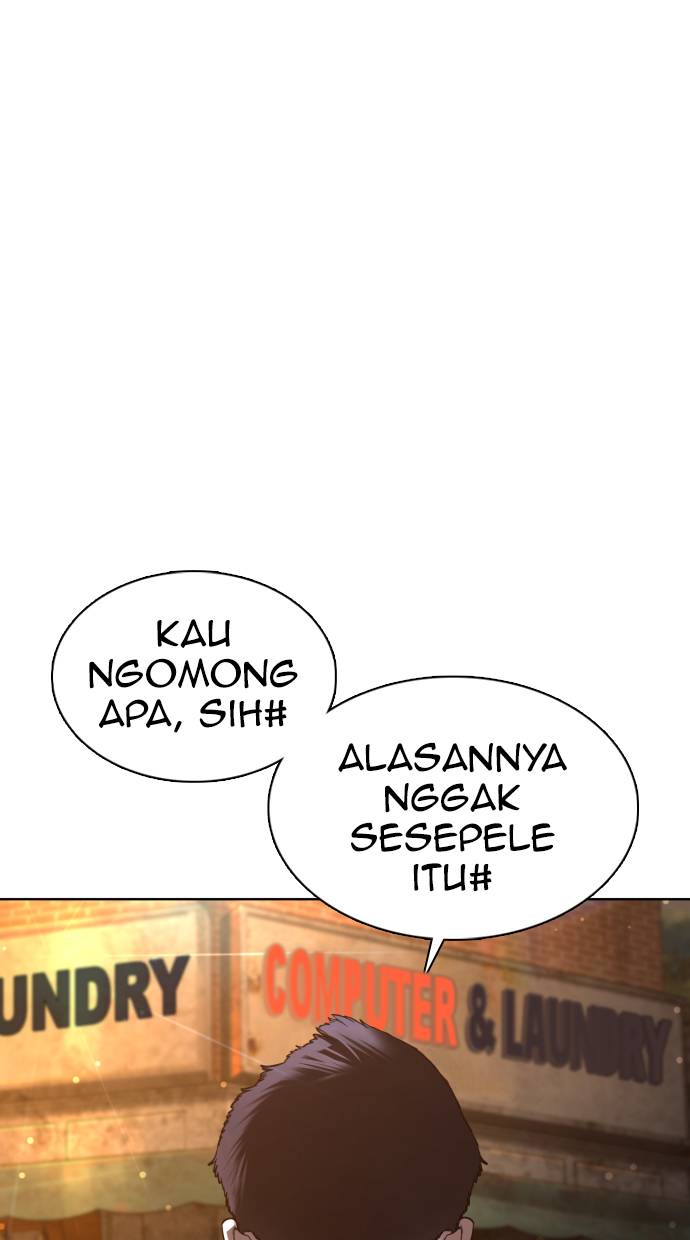 KAU
NGOMONG
APA, SIH#
ALASANNYA
NGGAK
SESEPELE
ITU#
UNDRY
COMPUTER & LAUNDRY